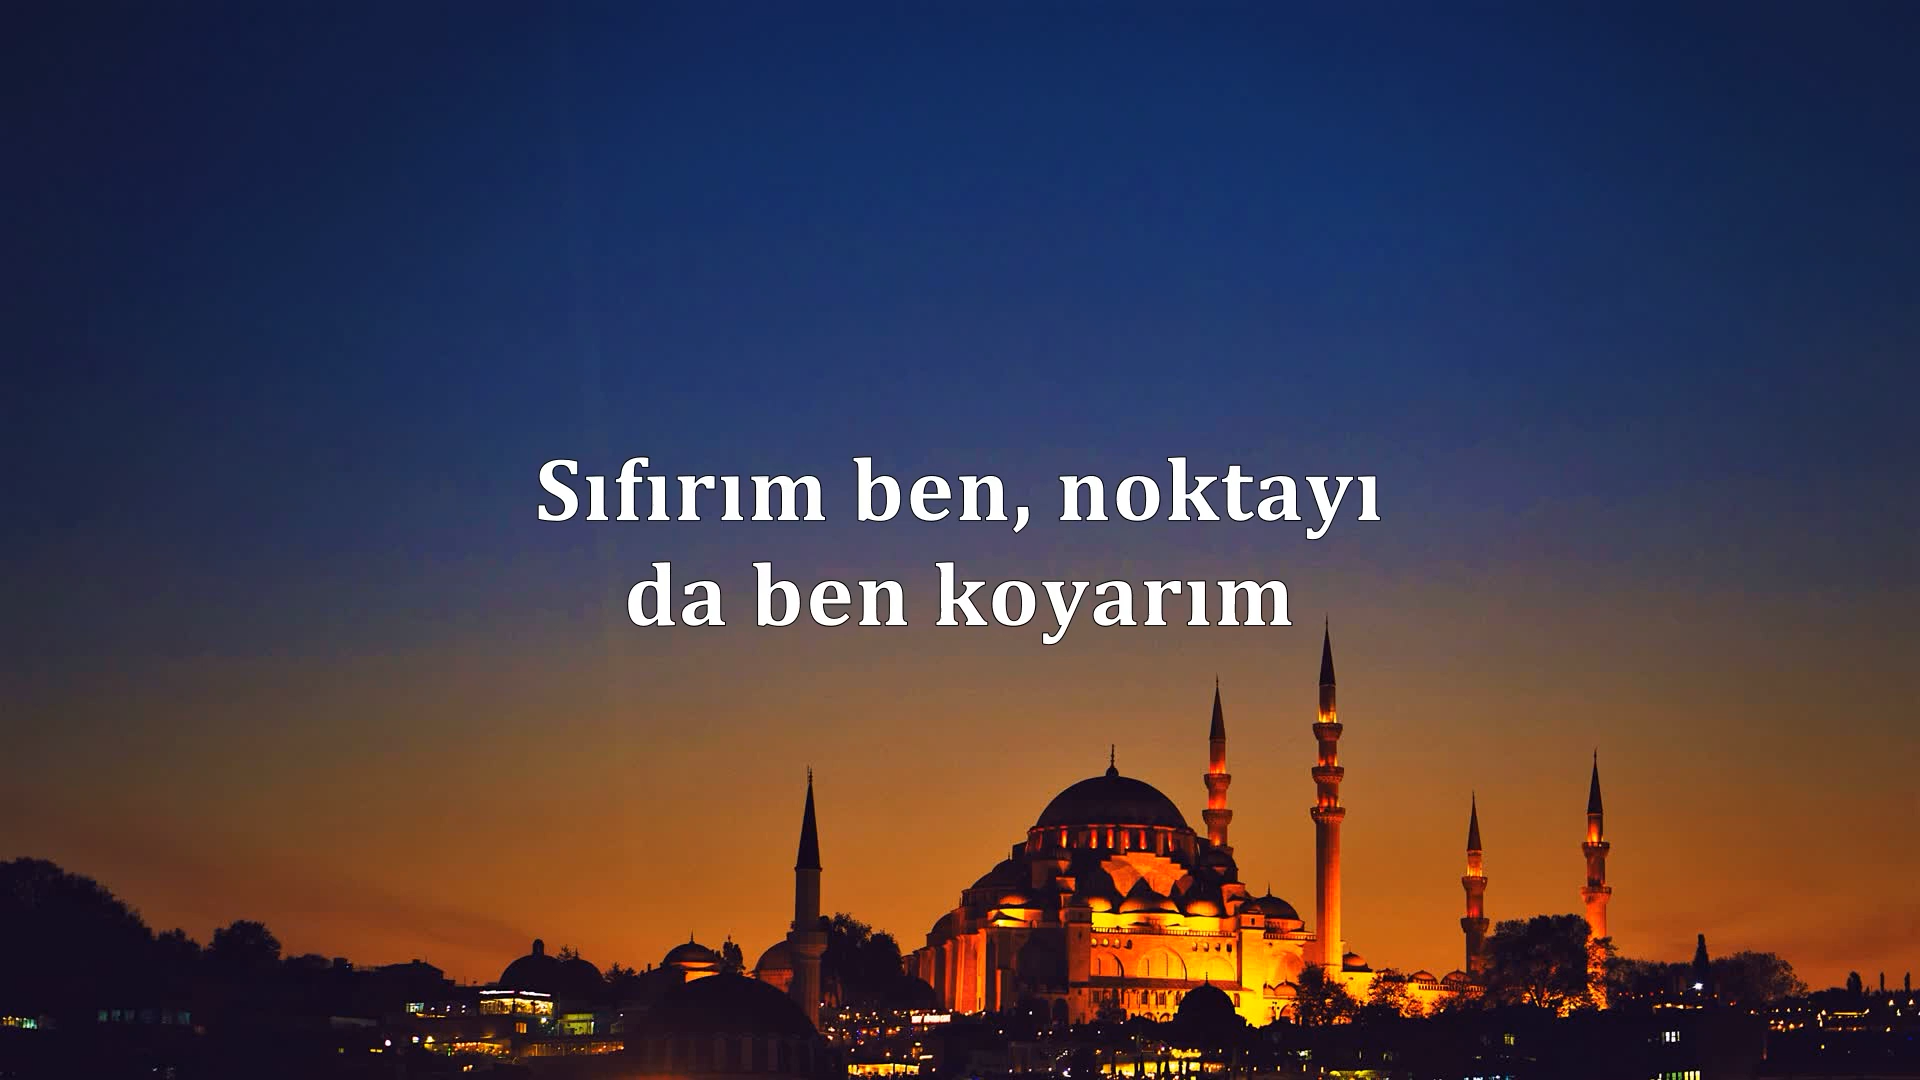 Sıfırım ben, noktayı
da ben koyarım